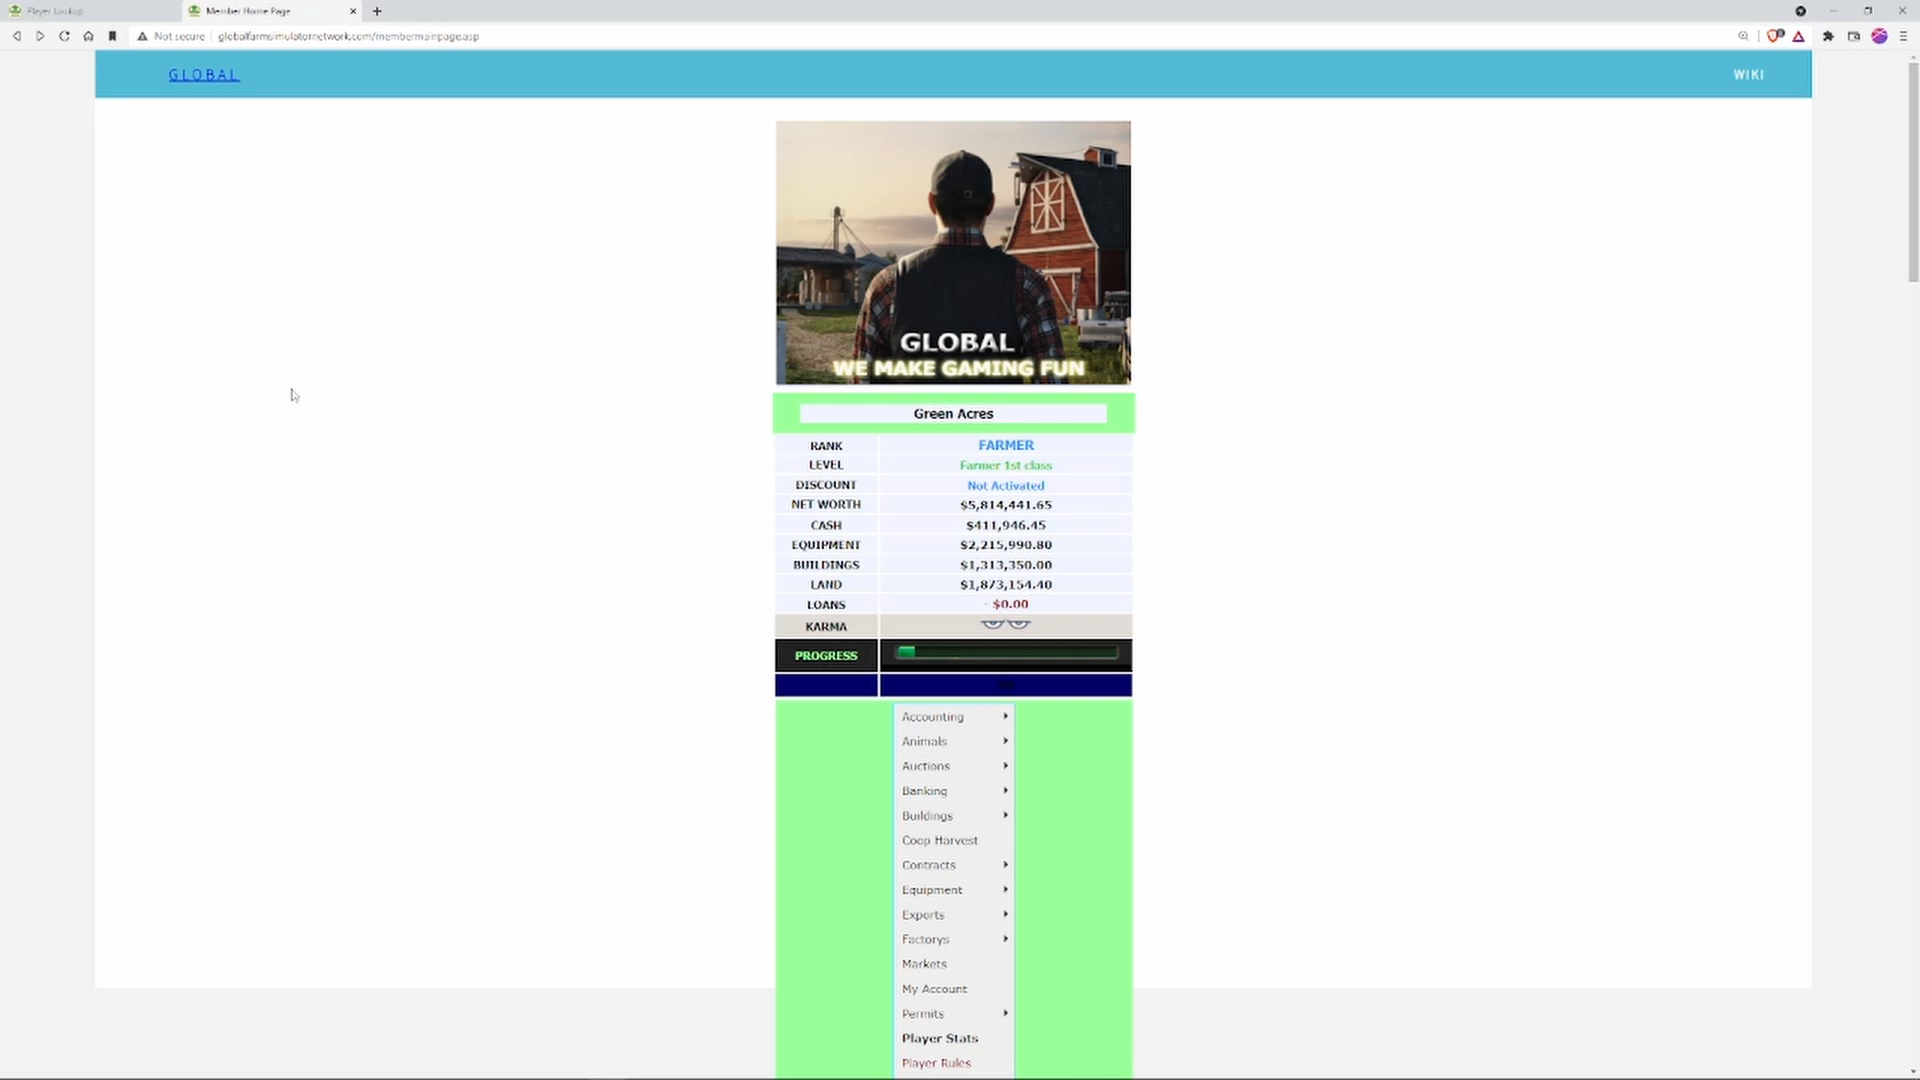 Player Lookup
Member Home Page
Not secure
globalfarmsimulatornetwork.com/membermainpage.asp
GLOBAL
WIKI
GLOBAL
WE MAKE GAMING FUN
Green Acres
RANK FARMER
LEVEL Farmer 1st class
DISCOUNT Not Activated
NET WORTH $5,814,441.65
CASH $411,946.45
EQUIPMENT $2,215,990.80
BUILDINGS $1,313,350.00
LAND $1,873,154.40
LOANS - $0.00
KARMA
PROGRESS
Accounting
Animals
Auctions
Banking
Buildings
Coop Harvest
Contracts
Equipment
Exports
Factorys
Markets
My Account
Permits
Player Stats
Player Rules